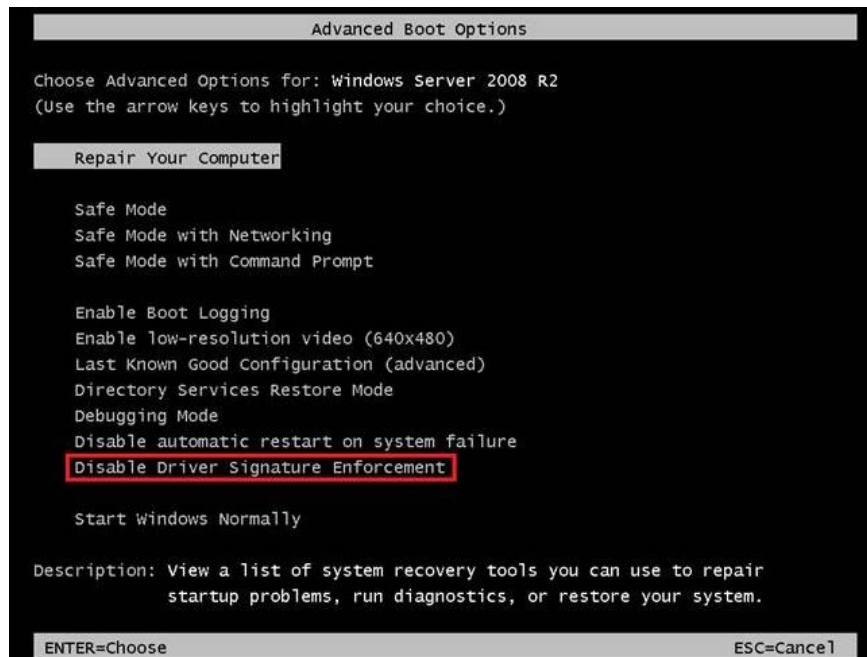 Advanced Boot Options
Choose Advanced Options for: Windows Server 2008 R2
(Use the arrow keys to highlight your choice.)
Repair Your Computer
Safe Mode
Safe Mode with Networking
Safe Mode with Command Prompt
Enable Boot Logging
Enable low-resolution video (640x480)
Last Known Good Configuration (advanced)
Directory Services Restore Mode
Debugging Mode
Disable automatic restart on system failure
Disable Driver Signature Enforcement
Start Windows Normally
Description: View a list of system recovery tools you can use to repair
startup problems, run diagnostics, or restore your system.
ENTER=Choose ESC=Cancel